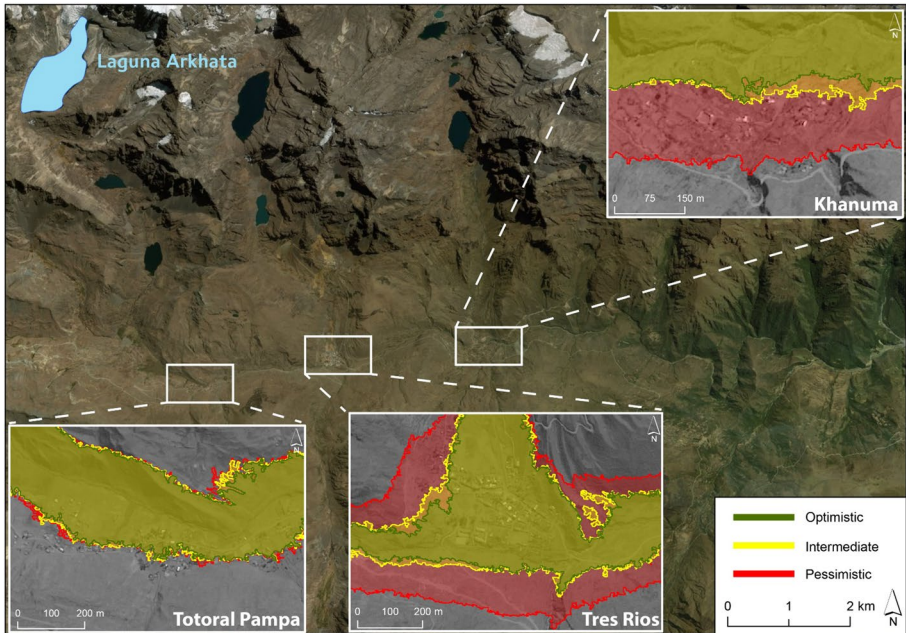 Laguna Arkhata
N
0 75 150 m
Khanuma
N
0 100 200 m
Totoral Pampa
N
0 100 200 m
Tres Rios
Optimistic
Intermediate
Pessimistic
0 1 2 km
N